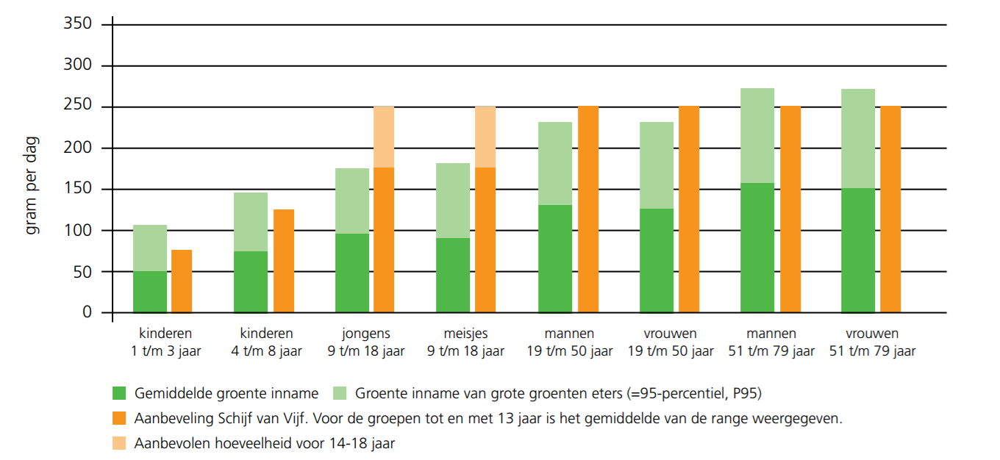 350
300
250
200
150
100
50
0
gram per dag
kinderen
1 t/m 3 jaar
kinderen
4 t/m 8 jaar
jongens
9 t/m 18 jaar
meisjes
9 t/m 18 jaar
mannen
19 t/m 50 jaar
vrouwen
19 t/m 50 jaar
mannen
51 t/m 79 jaar
vrouwen
51 t/m 79 jaar
Gemiddelde groente inname
Groente inname van grote groenten eters (=95-percentiel, P95)
Aanbeveling Schijf van Vijf. Voor de groepen tot en met 13 jaar is het gemiddelde van de range weergegeven.
Aanbevolen hoeveelheid voor 14-18 jaar